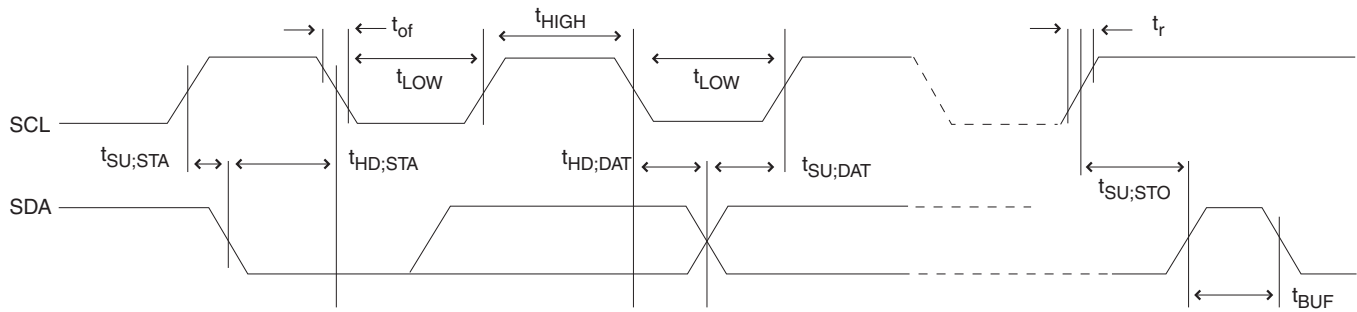 t_of
t_HIGH
t_r
t_LOW
t_LOW
SCL
t_SU;STA
t_HD;STA
t_HD;DAT
t_SU;DAT
t_SU;STO
SDA
t_BUF